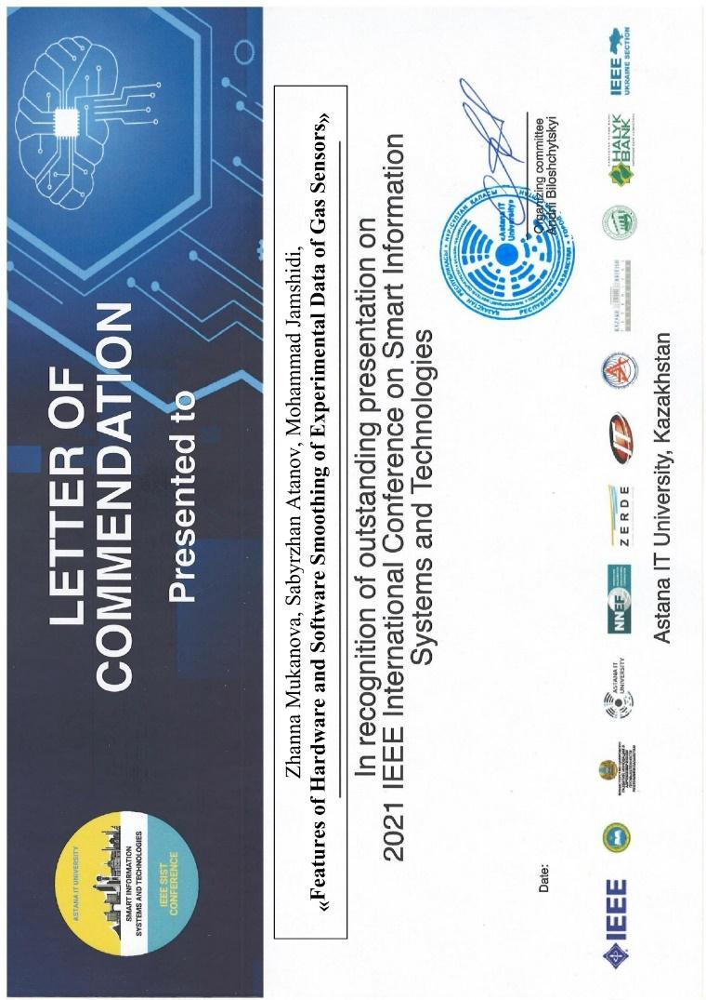 ASTANA IT UNIVERSITY
SMART INFORMATION
SYSTEMS AND TECHNOLOGIES
IEEE SIST
CONFERENCE
LETTER OF
COMMENDATION
Presented to
Zhanna Mukanova, Sabyrzhan Atanov, Mohammad Jamshidi,
«Features of Hardware and Software Smoothing of Experimental Data of Gas Sensors»
In recognition of outstanding presentation on
2021 IEEE International Conference on Smart Information
Systems and Technologies
Date:
«Astana IT
University»
Organizing committee
Andrii Biloshchytskyi
IEEE
ASTANA IT
UNIVERSITY
NNEF
ZERDE
IT
HALYK
BANK
IEEE
UKRAINE SECTION
Astana IT University, Kazakhstan